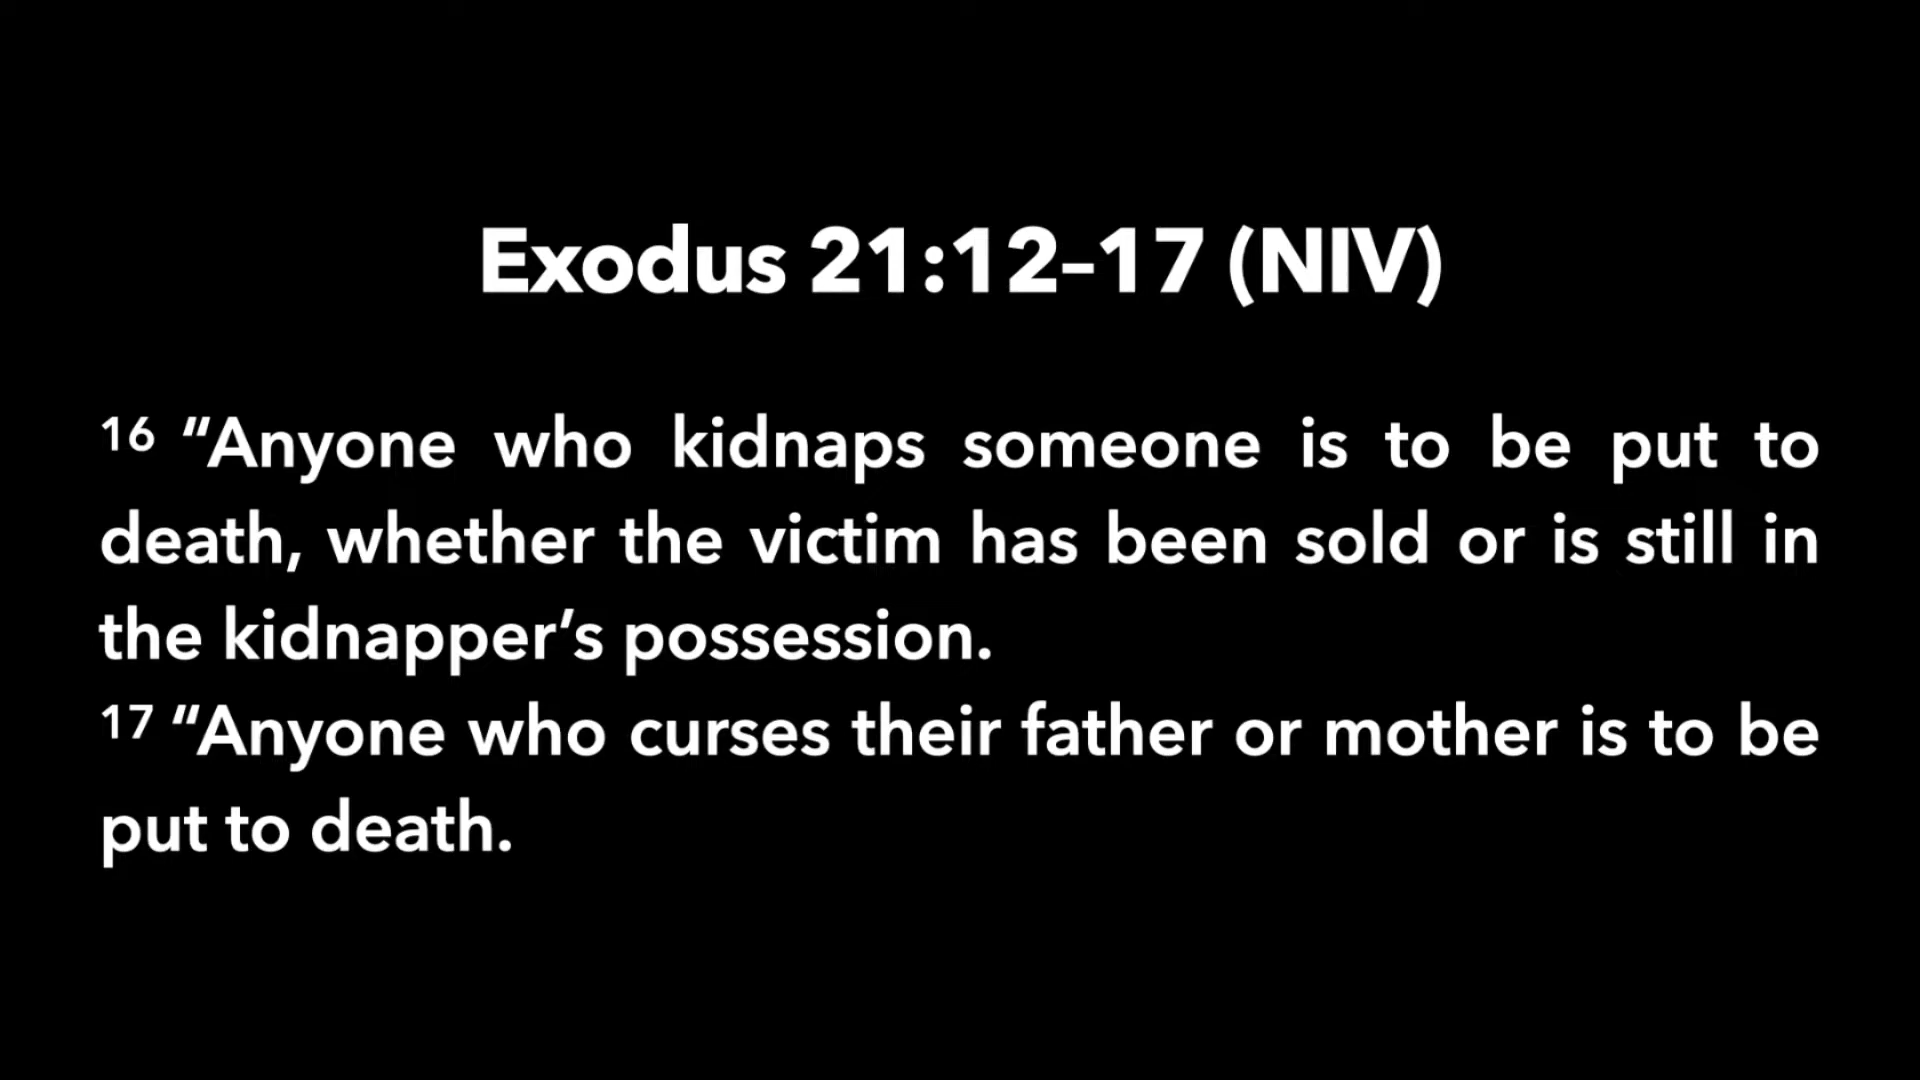 Exodus 21:12–17 (NIV)
16 “Anyone who kidnaps someone is to be put to
death, whether the victim has been sold or is still in
the kidnapper’s possession.
17 “Anyone who curses their father or mother is to be
put to death.